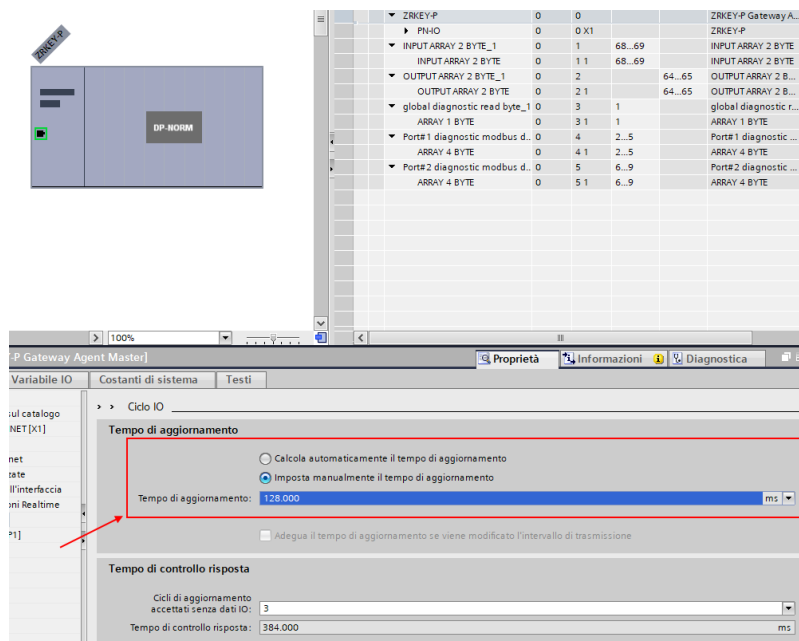 ZRKEY-P
DP-NORM
100%
ZRKEY-P 0 0 ZRKEY-P Gateway A...
PN-IO 0 0 X1 ZRKEY-P
INPUT ARRAY 2 BYTE_1 0 1 68...69 INPUT ARRAY 2 BYTE
INPUT ARRAY 2 BYTE 0 1 1 68...69 INPUT ARRAY 2 BYTE
OUTPUT ARRAY 2 BYTE_1 0 2 64...65 OUTPUT ARRAY 2 B...
OUTPUT ARRAY 2 BYTE 0 2 1 64...65 OUTPUT ARRAY 2 B...
global diagnostic read byte_1 0 3 1 global diagnostic r...
ARRAY 1 BYTE 0 3 1 1 ARRAY 1 BYTE
Port#1 diagnostic modbus d... 0 4 2...5 Port#1 diagnostic ...
ARRAY 4 BYTE 0 4 1 2...5 ARRAY 4 BYTE
Port#2 diagnostic modbus d... 0 5 6...9 Port#2 diagnostic ...
ARRAY 4 BYTE 0 5 1 6...9 ARRAY 4 BYTE
-P Gateway Agent Master]
Proprietà Informazioni Diagnostica
Variabile IO Costanti di sistema Testi
sul catalogo
NET [X1]
net
zate
ll'interfaccia
oni Realtime
P1]
> > Ciclo IO
Tempo di aggiornamento
Calcola automaticamente il tempo di aggiornamento
Imposta manualmente il tempo di aggiornamento
Tempo di aggiornamento: 128.000 ms
Adegua il tempo di aggiornamento se viene modificato l'intervallo di trasmissione
Tempo di controllo risposta
Cicli di aggiornamento
accettati senza dati IO: 3
Tempo di controllo risposta: 384.000 ms